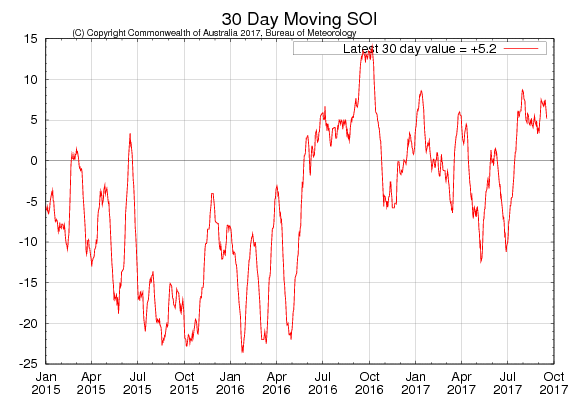 30 Day Moving SOI
(C) Copyright Commonwealth of Australia 2017, Bureau of Meteorology
Latest 30 day value = +5.2
15
10
5
0
-5
-10
-15
-20
-25
Jan Apr Jul Oct Jan Apr Jul Oct Jan Apr Jul Oct
2015 2015 2015 2015 2016 2016 2016 2016 2017 2017 2017 2017